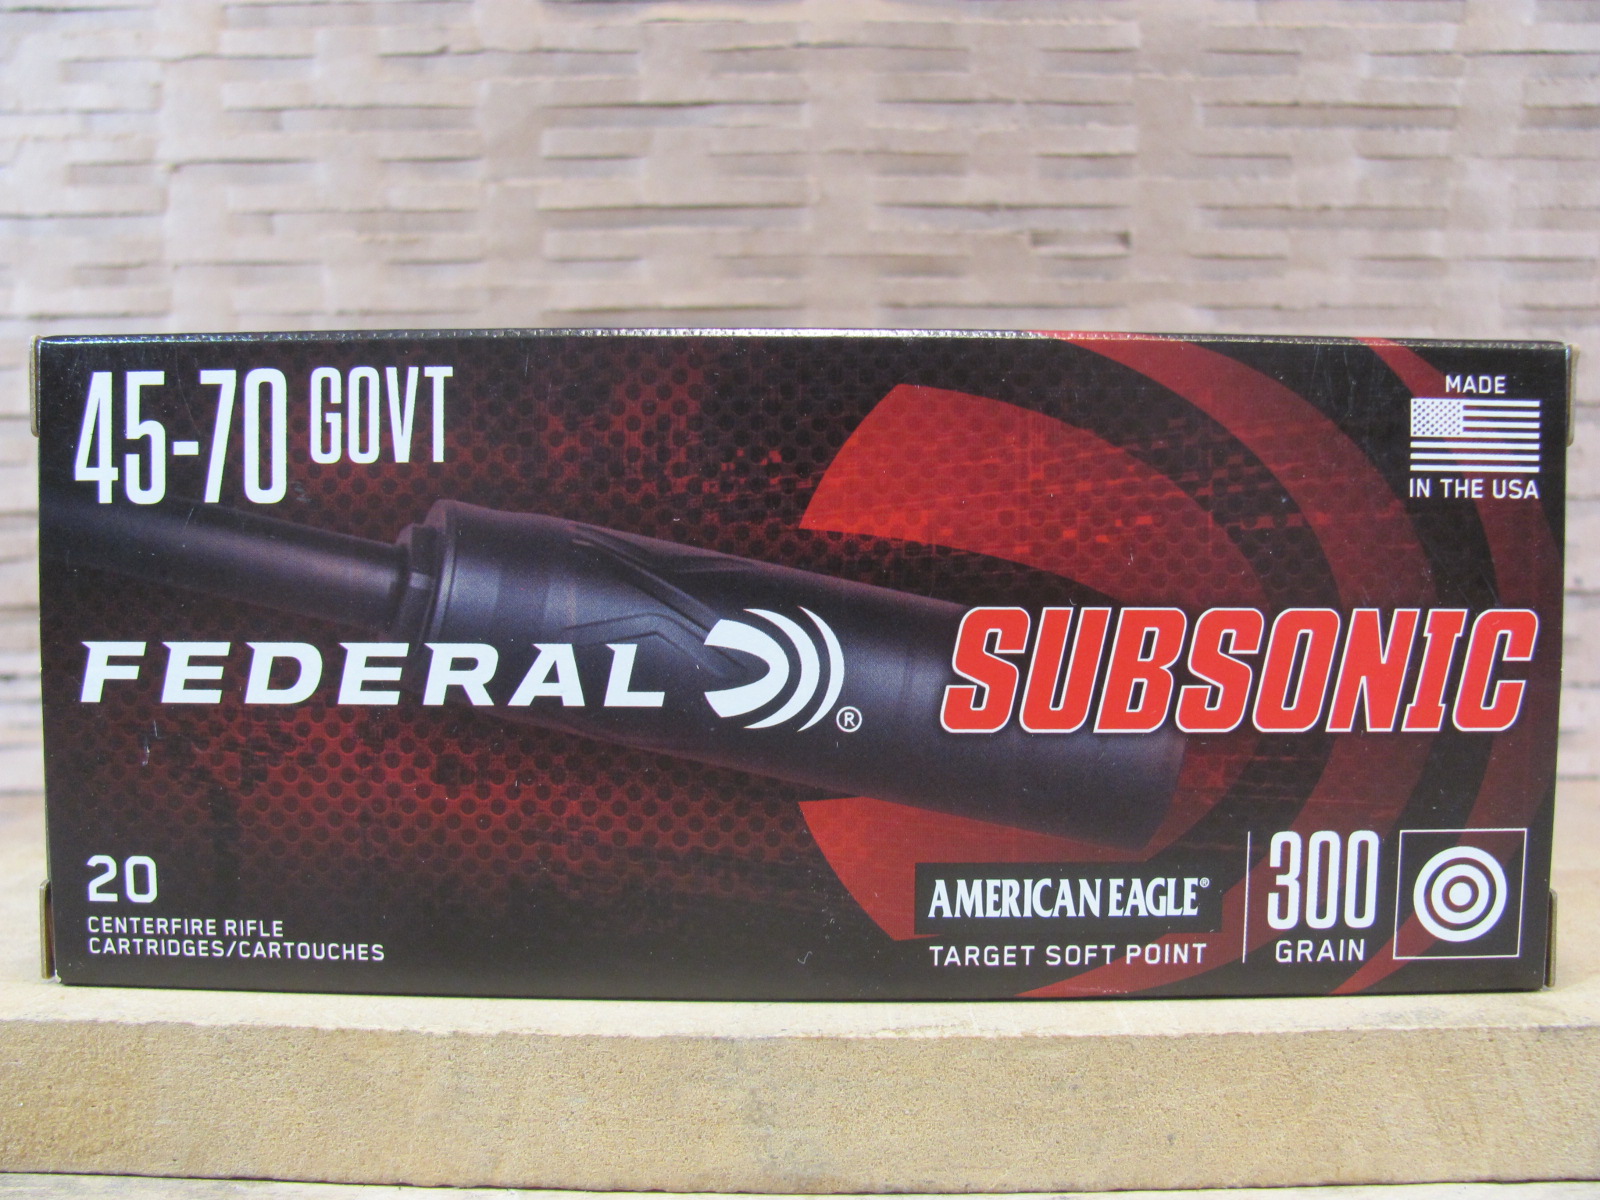 45-70 GOVT
MADE
IN THE USA
FEDERAL ®
SUBSONIC
20
CENTERFIRE RIFLE
CARTRIDGES/CARTOUCHES
AMERICAN EAGLE®
TARGET SOFT POINT
300
GRAIN